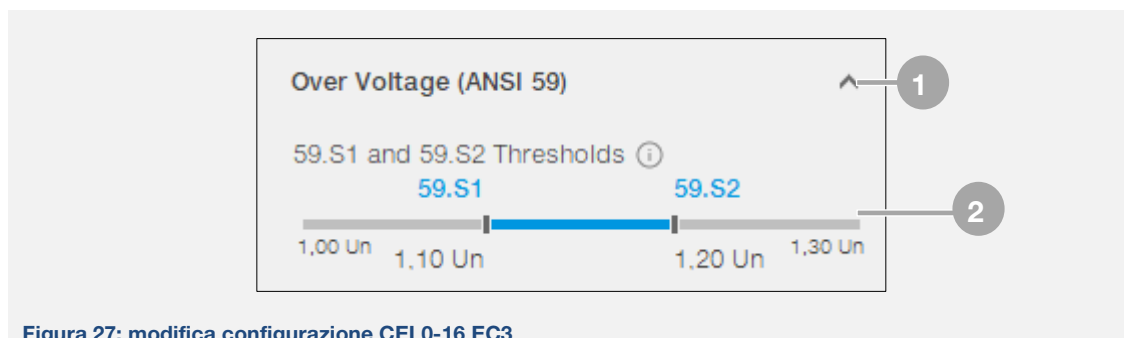 Over Voltage (ANSI 59)
1
59.S1 and 59.S2 Thresholds
59.S1 59.S2
2
1,00 Un 1,10 Un 1,20 Un 1,30 Un
Figura 27: modifica configurazione CEI 0-16 EC3